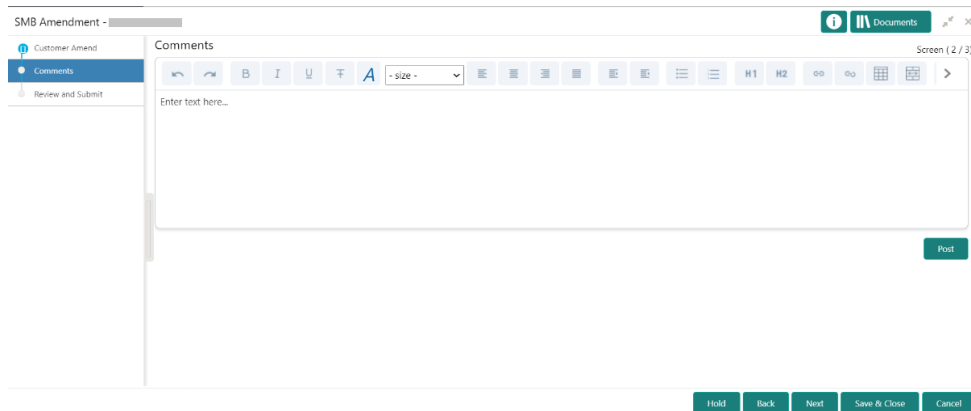 SMB Amendment -
Documents
Customer Amend
Comments
Review and Submit
Comments
Screen ( 2 / 3)
B I U T A - size - H1 H2
Enter text here...
Post
Hold Back Next Save & Close Cancel